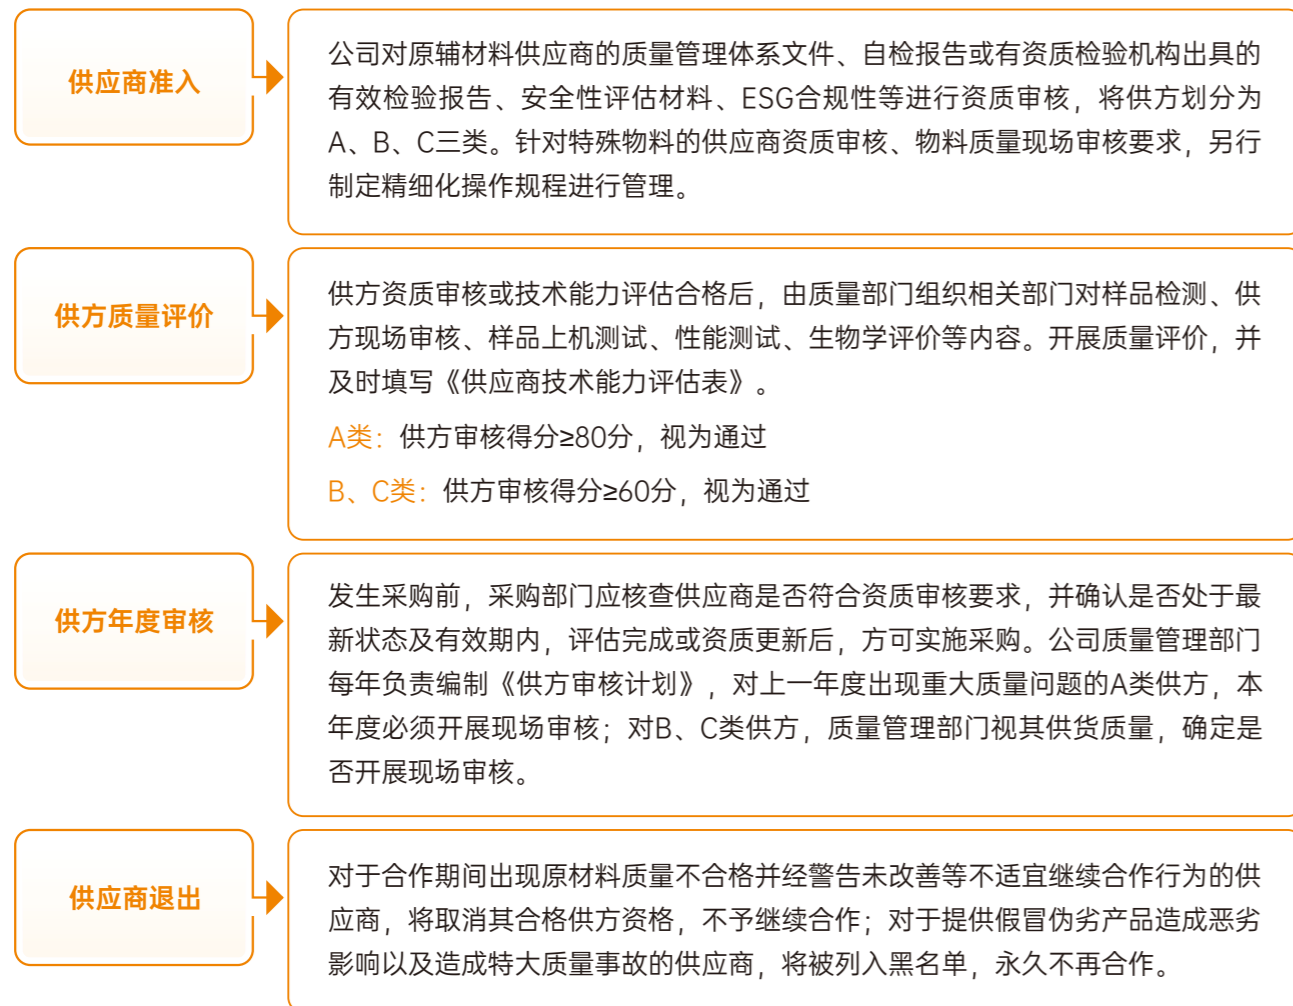 供应商准入
公司对原辅材料供应商的质量管理体系文件、自检报告或有资质检验机构出具的
有效检验报告、安全性评估材料、ESG合规性等进行资质审核，将供方划分为
A、B、C三类。针对特殊物料的供应商资质审核、物料质量现场审核要求，另行
制定精细化操作规程进行管理。
供方质量评价
供方资质审核或技术能力评估合格后，由质量部门组织相关部门对样品检测、供
方现场审核、样品上机测试、性能测试、生物学评价等内容。开展质量评价，并
及时填写《供应商技术能力评估表》。
A类：供方审核得分≥80分，视为通过
B、C类：供方审核得分≥60分，视为通过
供方年度审核
发生采购前，采购部门应核查供应商是否符合资质审核要求，并确认是否处于最
新状态及有效期内，评估完成或资质更新后，方可实施采购。公司质量管理部门
每年负责编制《供方审核计划》，对上一年度出现重大质量问题的A类供方，本
年度必须开展现场审核；对B、C类供方，质量管理部门视其供货质量，确定是
否开展现场审核。
供应商退出
对于合作期间出现原材料质量不合格并经警告未改善等不适宜继续合作行为的供
应商，将取消其合格供方资格，不予继续合作；对于提供假冒伪劣产品造成恶劣
影响以及造成特大质量事故的供应商，将被列入黑名单，永久不再合作。